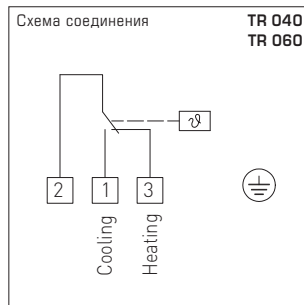 Схема соединения
TR 040
TR 060
ϑ
2
1
3
Cooling
Heating